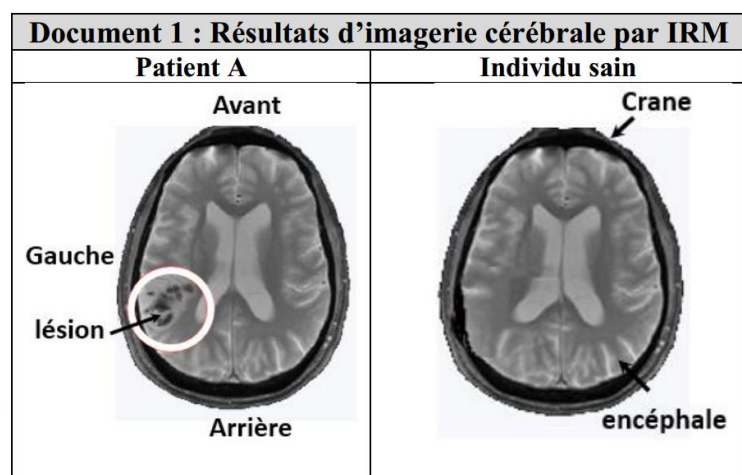 Document 1 : Résultats d’imagerie cérébrale par IRM
Patient A
Individu sain
Avant
Gauche
lésion
Arrière
Crane
encéphale